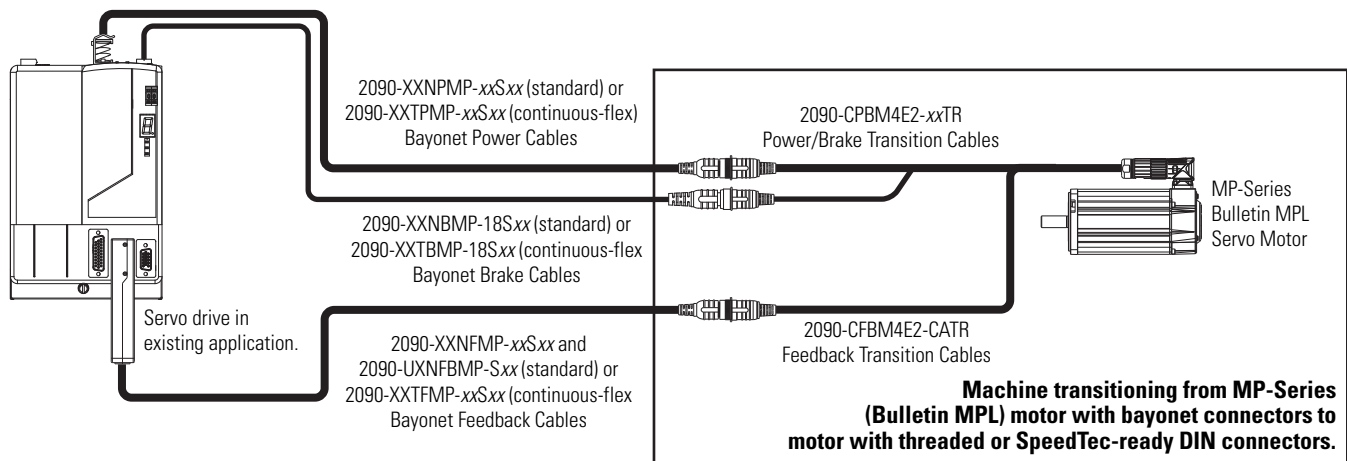 2090-XXNPMP-xxSxx (standard) or
2090-XXTPMP-xxSxx (continuous-flex)
Bayonet Power Cables
2090-CPBM4E2-xxTR
Power/Brake Transition Cables
MP-Series
Bulletin MPL
Servo Motor
2090-XXNBMP-18Sxx (standard) or
2090-XXTBMP-18Sxx (continuous-flex
Bayonet Brake Cables
Servo drive in
existing application.
2090-XXNFMP-xxSxx and
2090-UXNFBMP-Sxx (standard) or
2090-XXTFMP-xxSxx (continuous-flex
Bayonet Feedback Cables
2090-CFBM4E2-CATR
Feedback Transition Cables
Machine transitioning from MP-Series
(Bulletin MPL) motor with bayonet connectors to
motor with threaded or SpeedTec-ready DIN connectors.